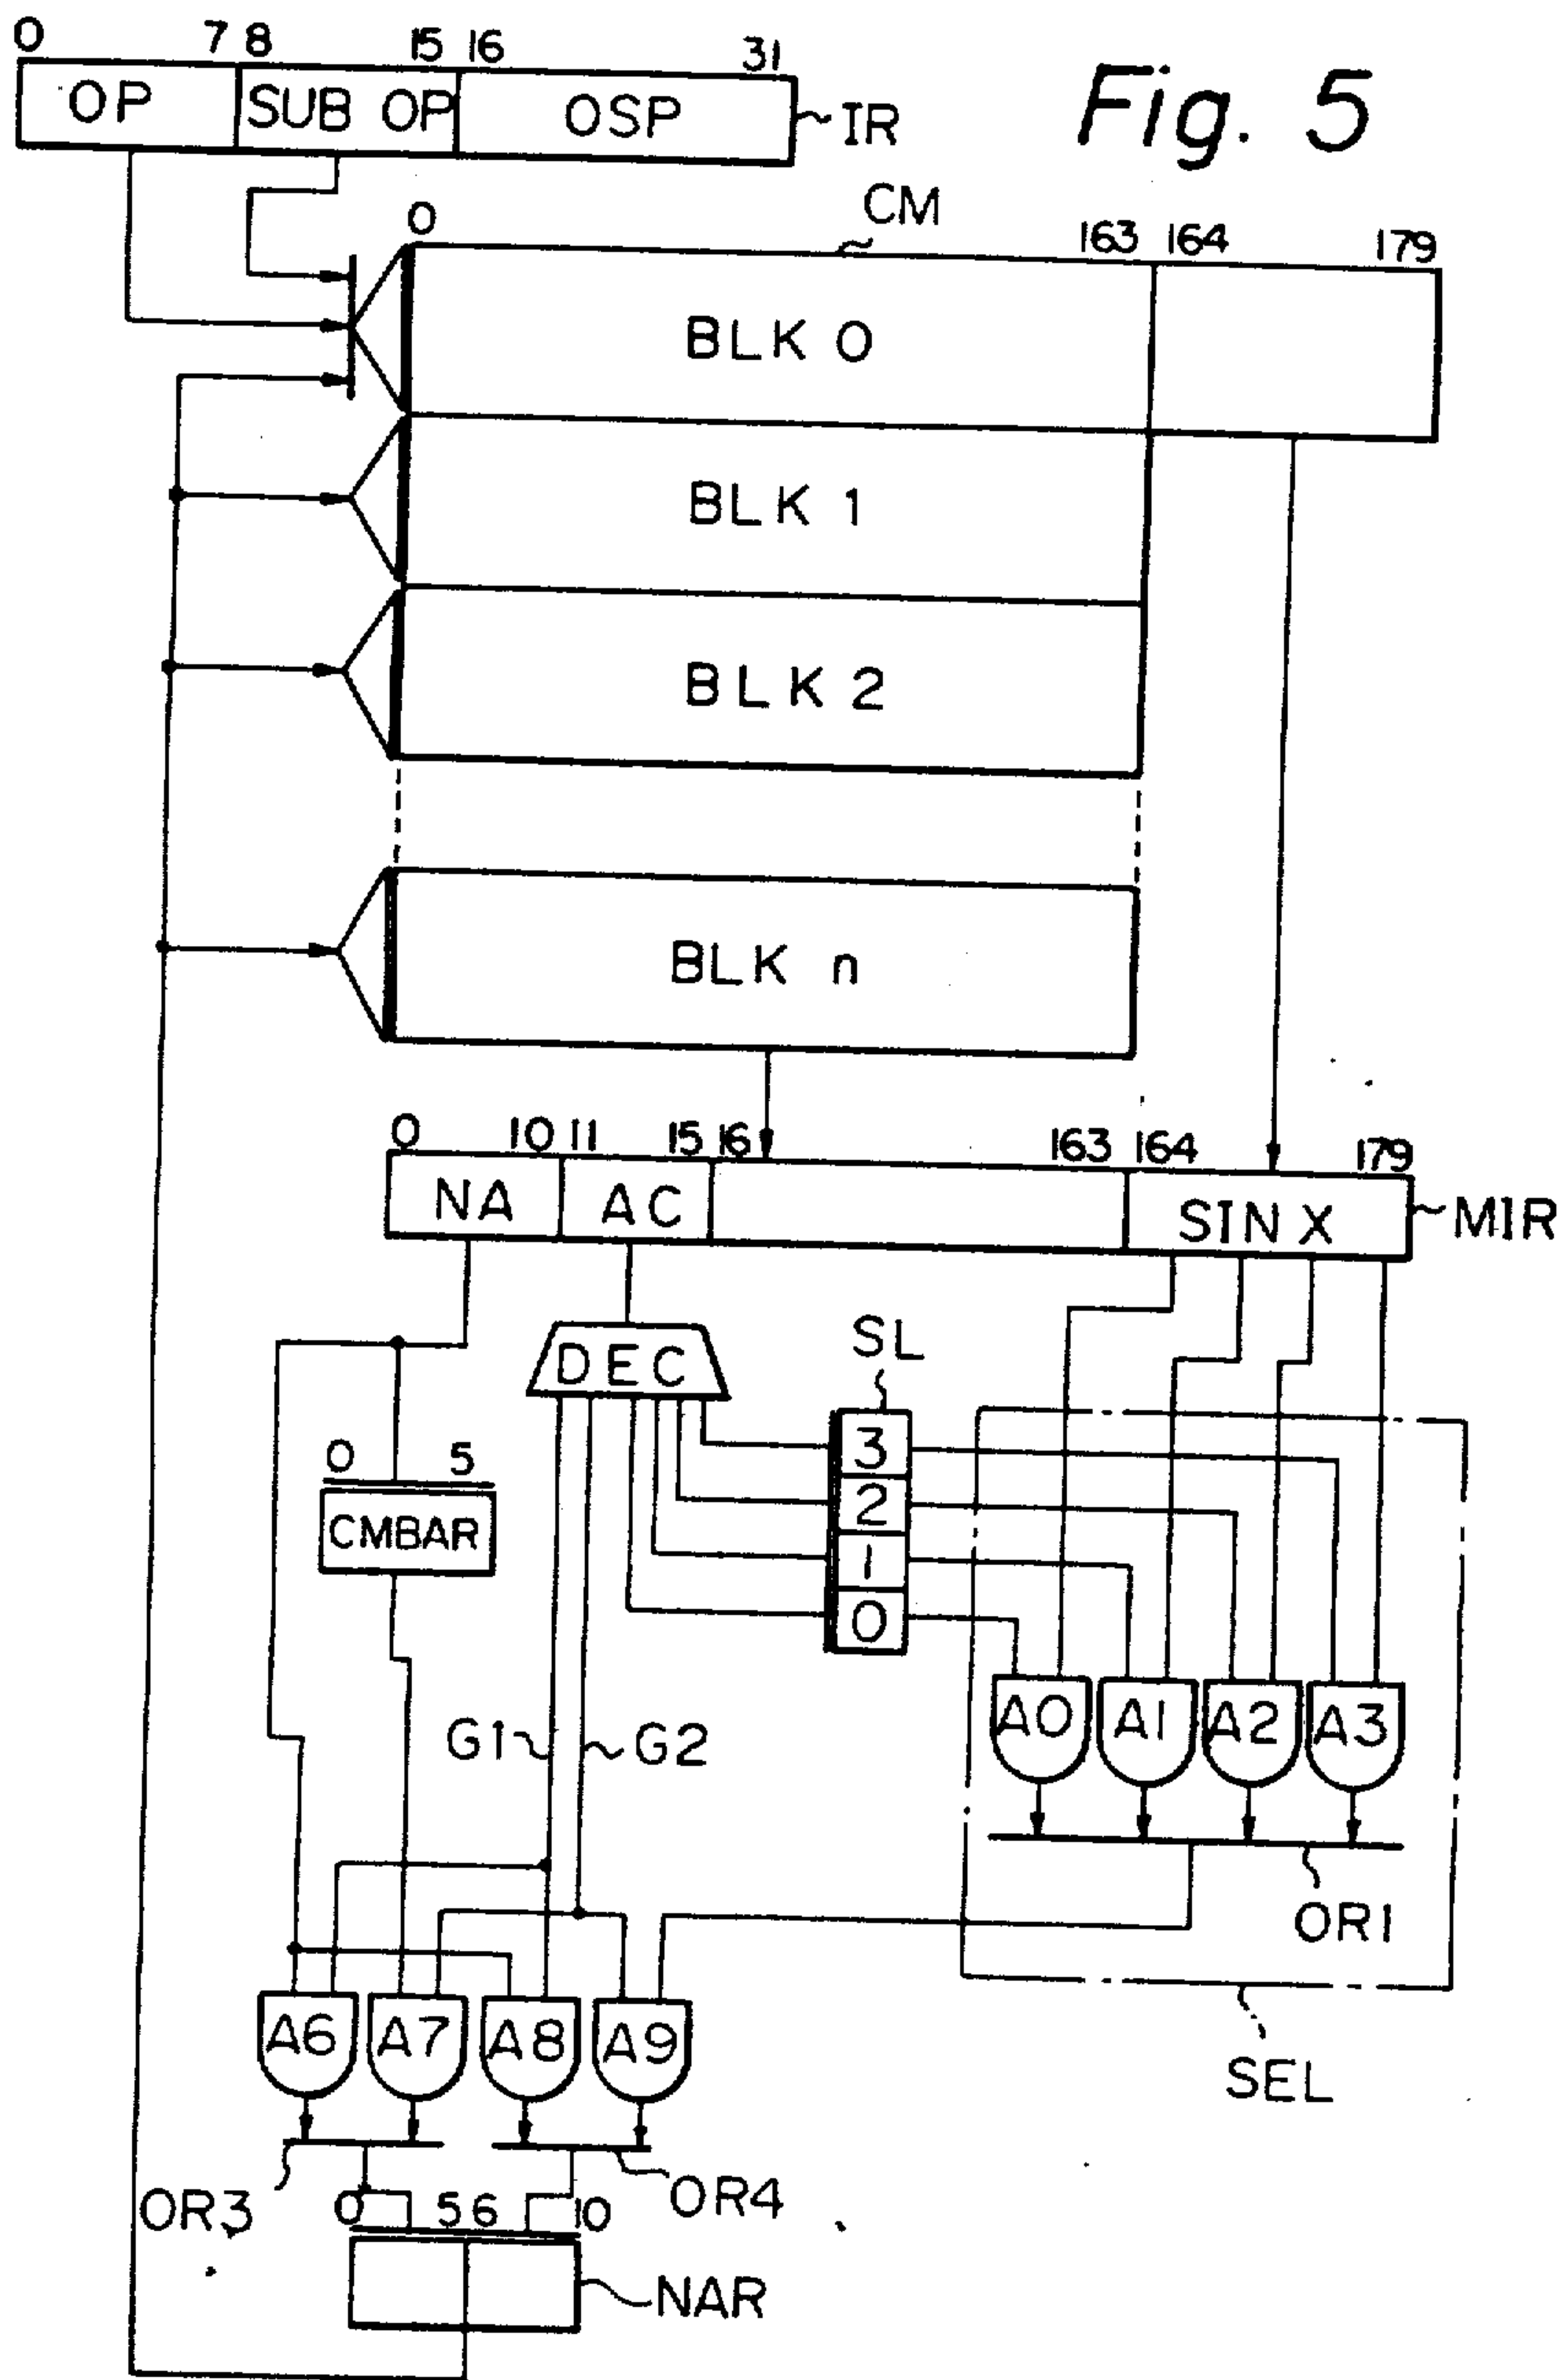 Fig. 5
0 7 8 15 16 31
OP SUB OP OSP IR
CM
0 163 164 179
BLK 0
BLK 1
BLK 2
BLK n
0 10 11 15 16 163 164 179
NA AC SIN X MIR
DEC
SL
0 5
CMBAR
3
2
1
0
G1 G2
A0 A1 A2 A3
OR1
SEL
A6 A7 A8 A9
OR3 OR4
0 5 6 10
NAR